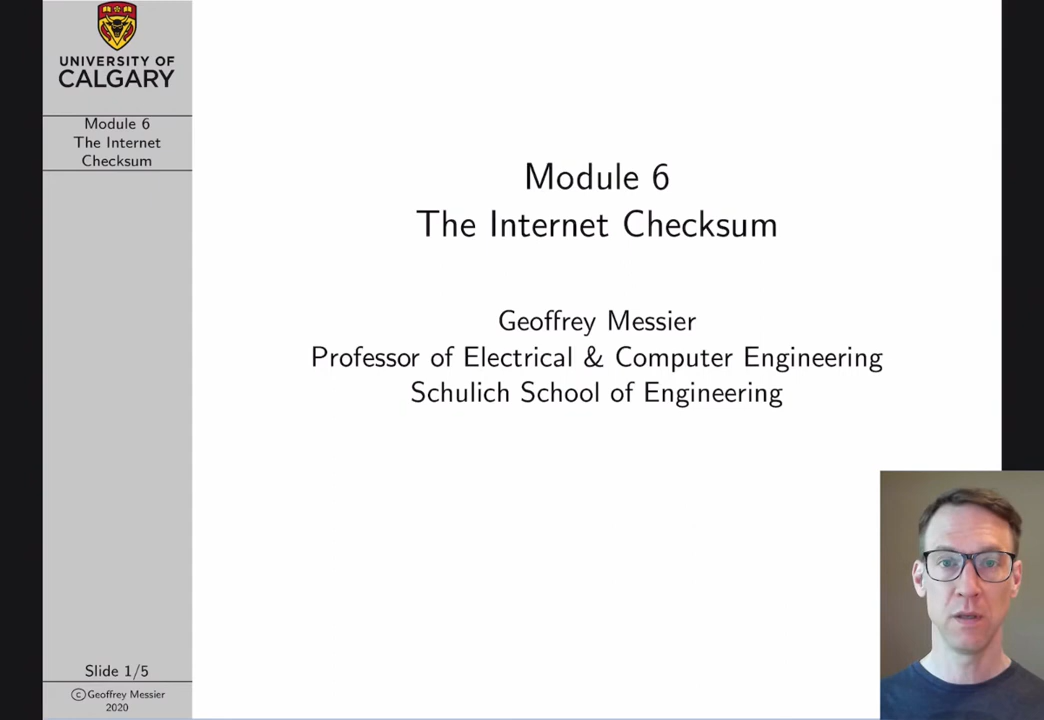 UNIVERSITY OF
CALGARY
Module 6
The Internet
Checksum
Module 6
The Internet Checksum
Geoffrey Messier
Professor of Electrical & Computer Engineering
Schulich School of Engineering
Slide 1/5
©Geoffrey Messier
2020